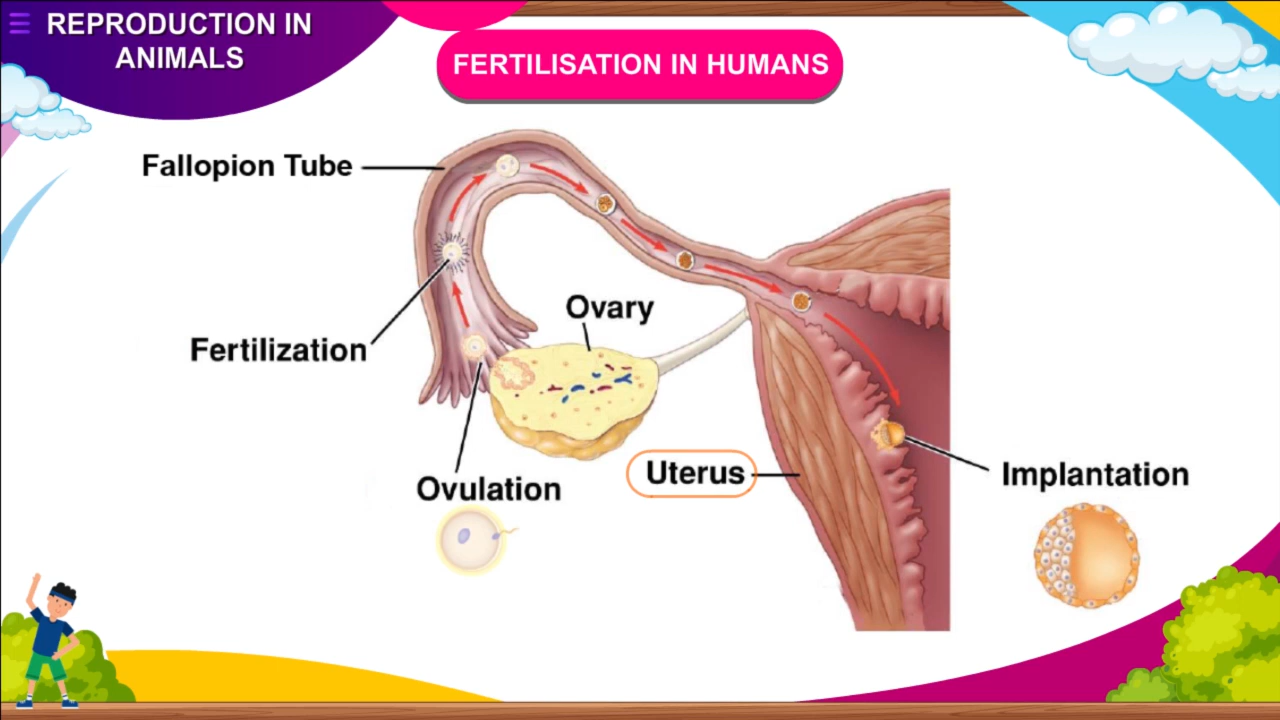 REPRODUCTION IN
ANIMALS
FERTILISATION IN HUMANS
Fallopion Tube
Fertilization
Ovary
Ovulation
Uterus
Implantation